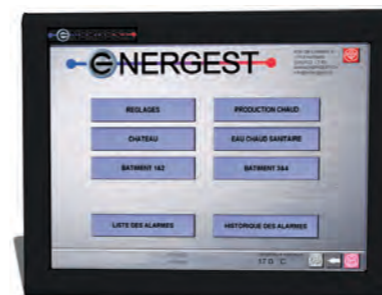 ENERGEST
REGLAGES
PRODUCTION CHAUD
CHATEAU
EAU CHAUD SANITAIRE
BATIMENT 1&2
BATIMENT 3&4
LISTE DES ALARMES
HISTORIQUE DES ALARMES